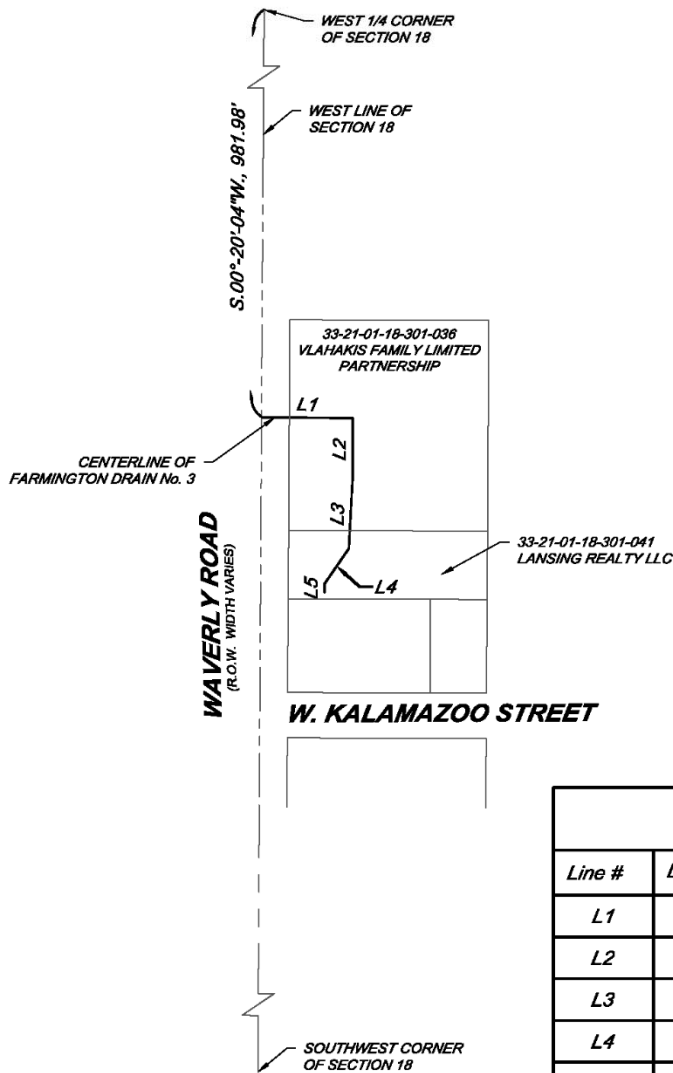 WEST 1/4 CORNER
OF SECTION 18
WEST LINE OF
SECTION 18
S.00°-20'-04"W., 981.98'
33-21-01-18-301-036
VLAHAKIS FAMILY LIMITED
PARTNERSHIP
L1
L2
CENTERLINE OF
FARMINGTON DRAIN No. 3
L3
33-21-01-18-301-041
LANSING REALTY LLC
L5
L4
WAVERLY ROAD
(R.O.W. WIDTH VARIES)
W. KALAMAZOO STREET
Line #
L1
L2
L3
L4
SOUTHWEST CORNER
OF SECTION 18